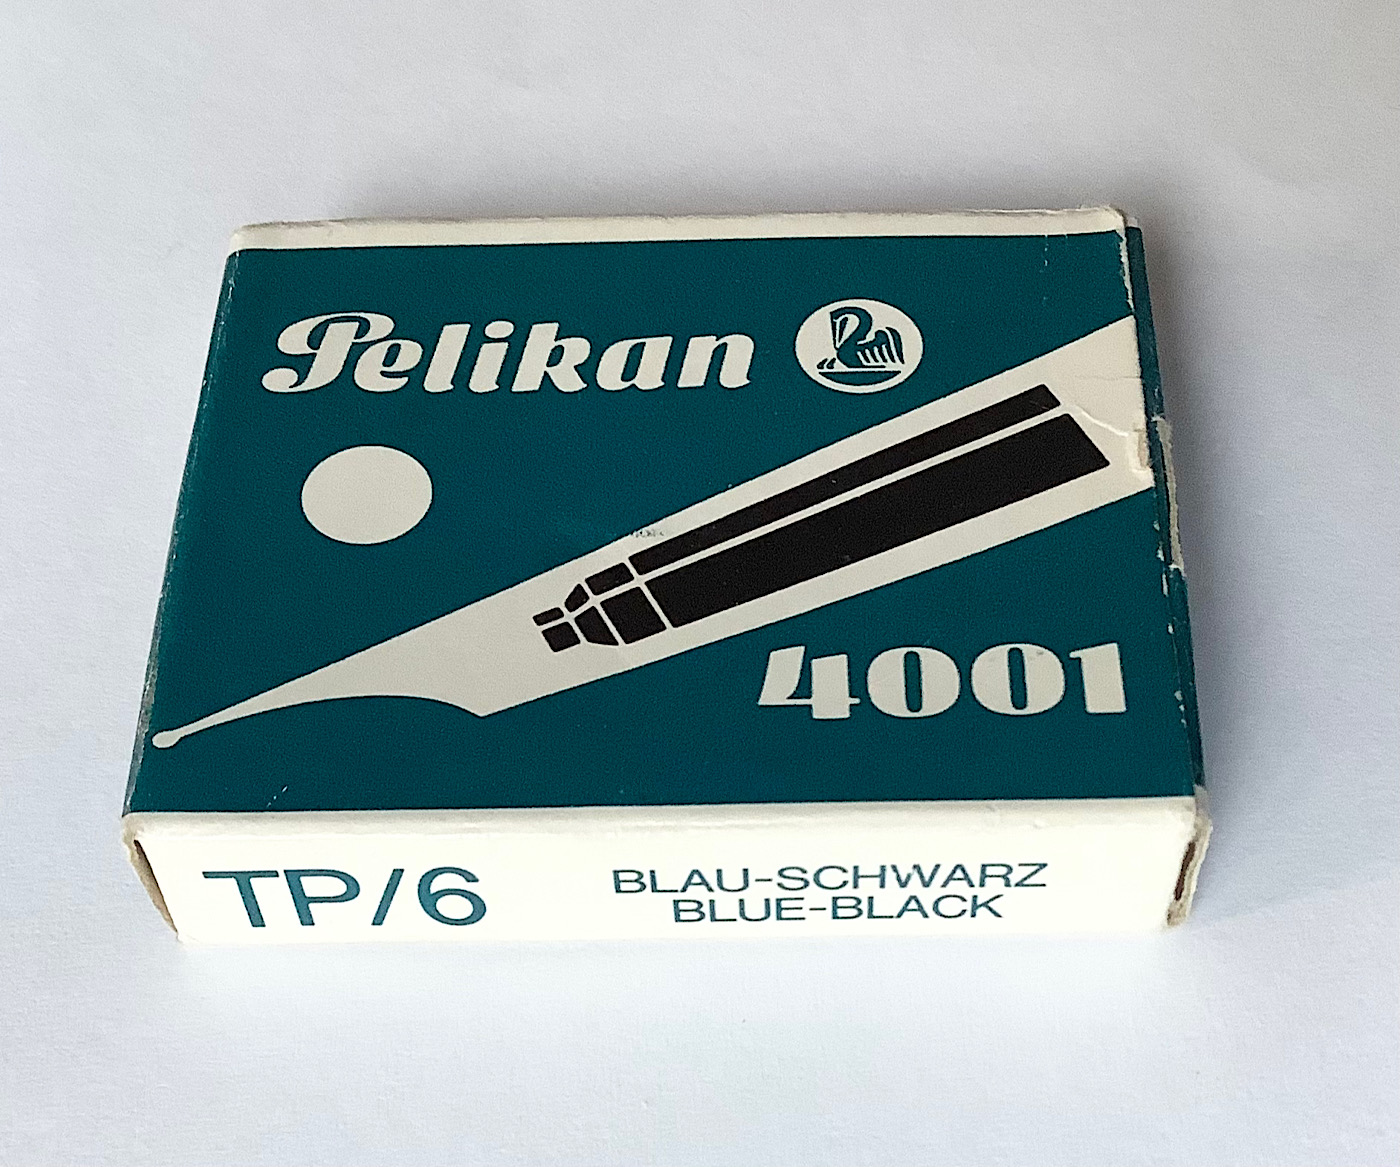 Pelikan
4001
TP/6
BLAU-SCHWARZ
BLUE-BLACK